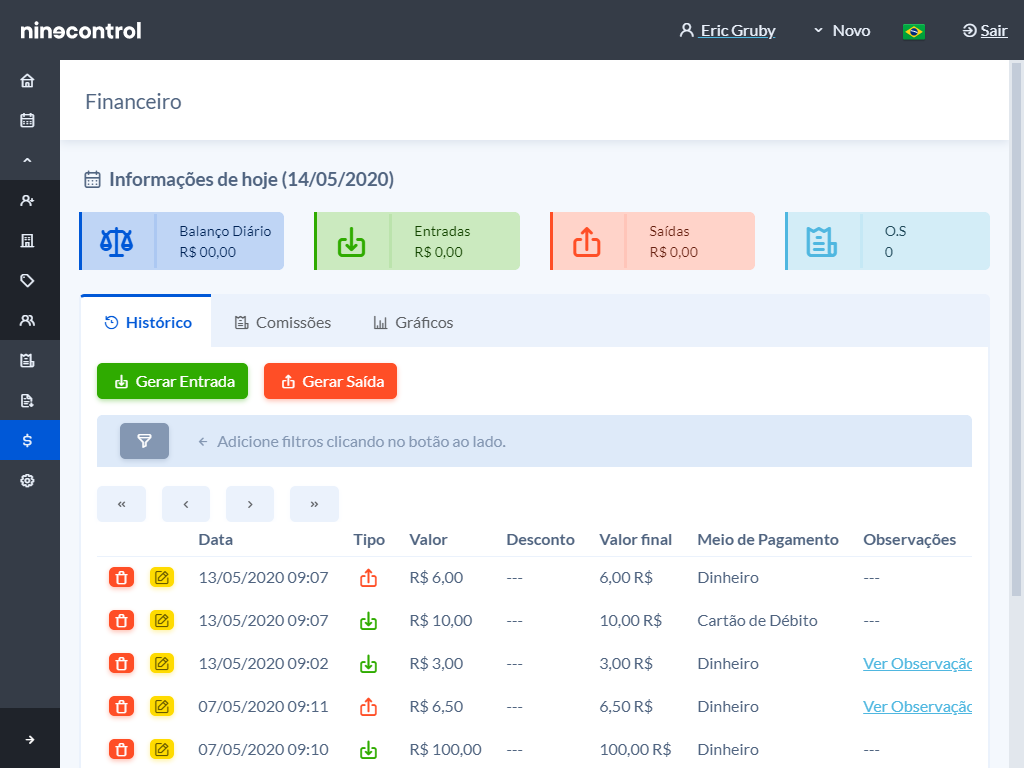 ninecontrol
Eric Gruby
Novo
Sair
Financeiro
Informações de hoje (14/05/2020)
Balanço Diário
R$ 00,00
Entradas
R$ 0,00
Saídas
R$ 0,00
O.S
0
Histórico
Comissões
Gráficos
Gerar Entrada
Gerar Saída
Adicione filtros clicando no botão ao lado.
« ‹ › »
Data Tipo Valor Desconto Valor final Meio de Pagamento Observações
13/05/2020 09:07 R$ 6,00 --- 6,00 R$ Dinheiro ---
13/05/2020 09:07 R$ 10,00 --- 10,00 R$ Cartão de Débito ---
13/05/2020 09:02 R$ 3,00 --- 3,00 R$ Dinheiro Ver Observação
07/05/2020 09:11 R$ 6,50 --- 6,50 R$ Dinheiro Ver Observação
07/05/2020 09:10 R$ 100,00 --- 100,00 R$ Dinheiro ---